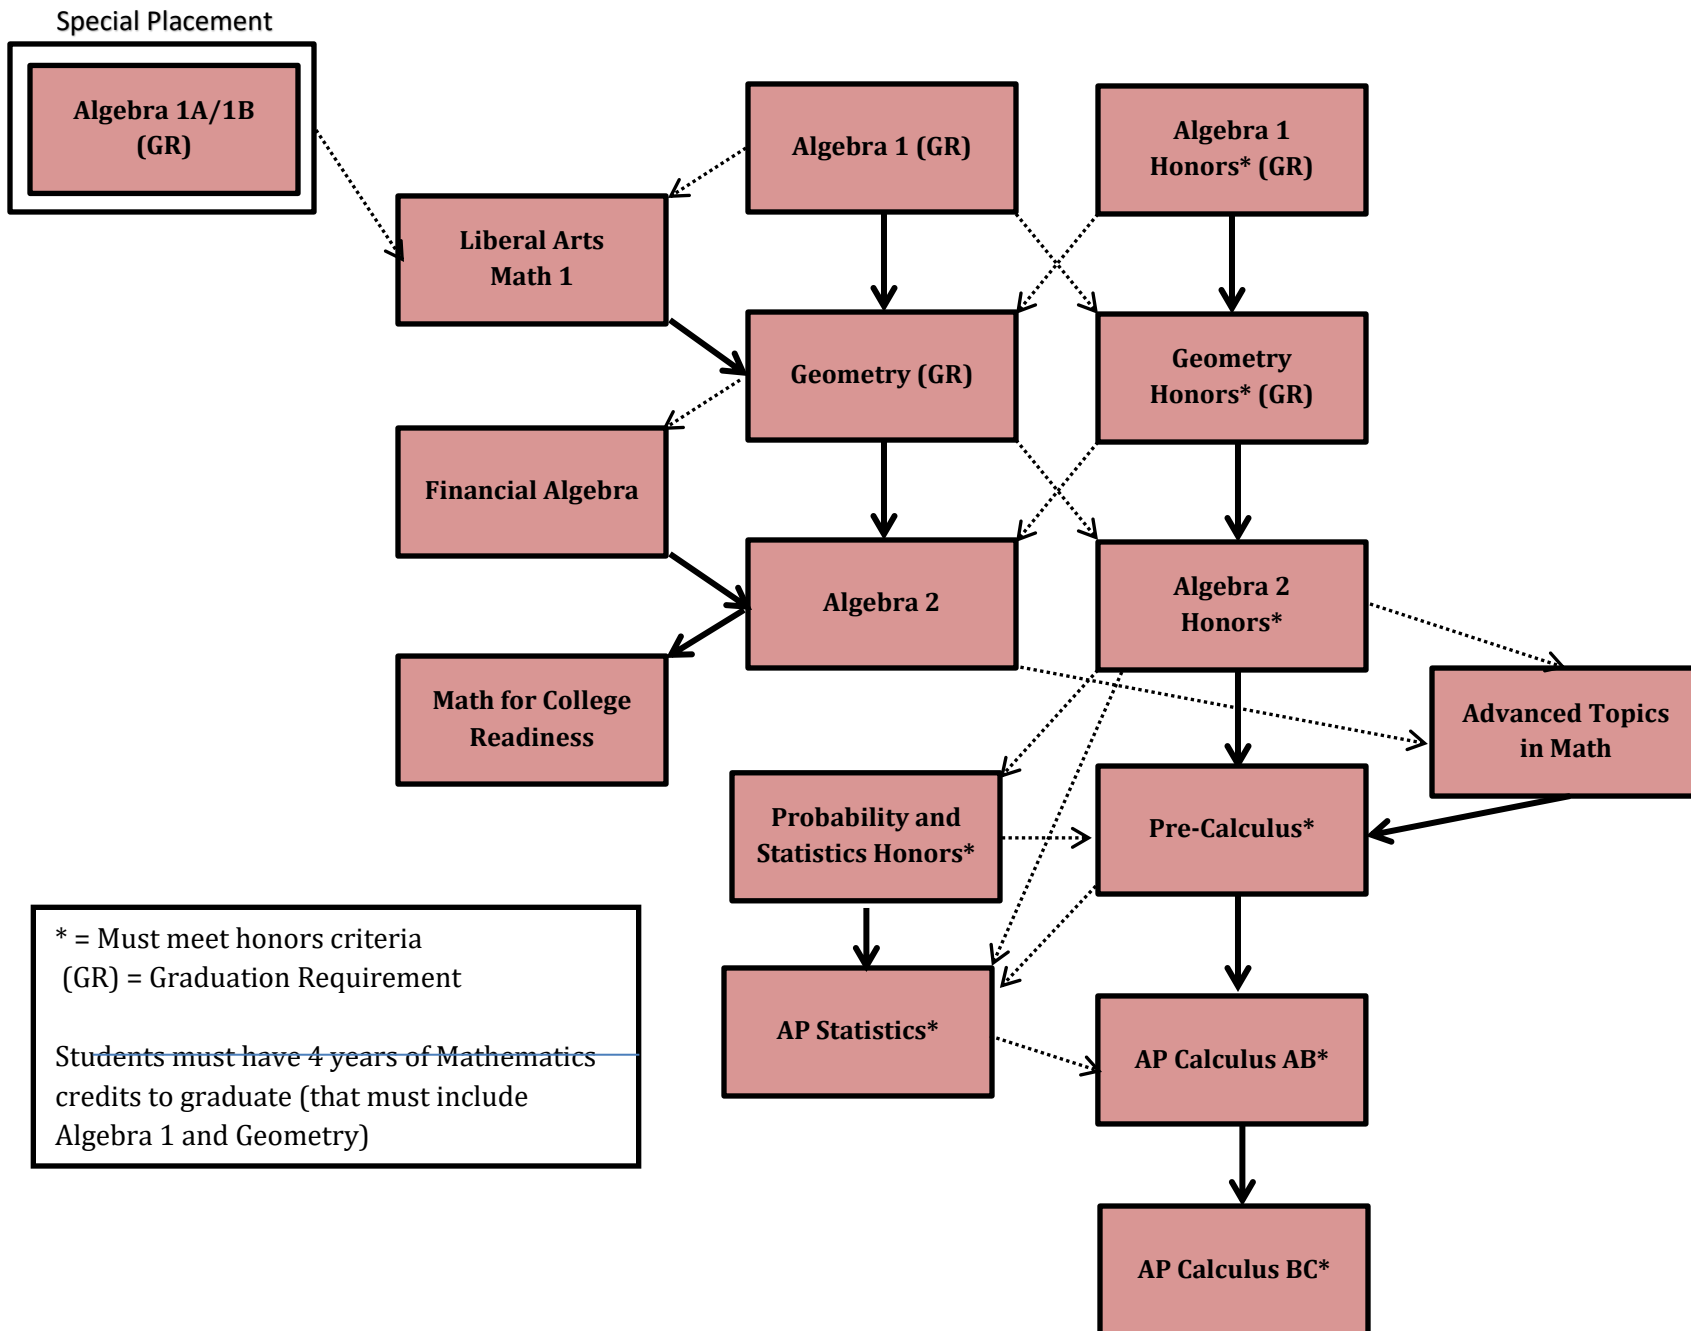 Special Placement
Algebra 1A/1B
(GR)
Algebra 1 (GR)
Algebra 1
Honors* (GR)
Liberal Arts
Math 1
Geometry (GR)
Geometry
Honors* (GR)
Financial Algebra
Algebra 2
Algebra 2
Honors*
Math for College
Readiness
Advanced Topics
in Math
Probability and
Statistics Honors*
Pre-Calculus*
* = Must meet honors criteria
(GR) = Graduation Requirement
Students must have 4 years of Mathematics
credits to graduate (that must include
Algebra 1 and Geometry)
AP Statistics*
AP Calculus AB*
AP Calculus BC*